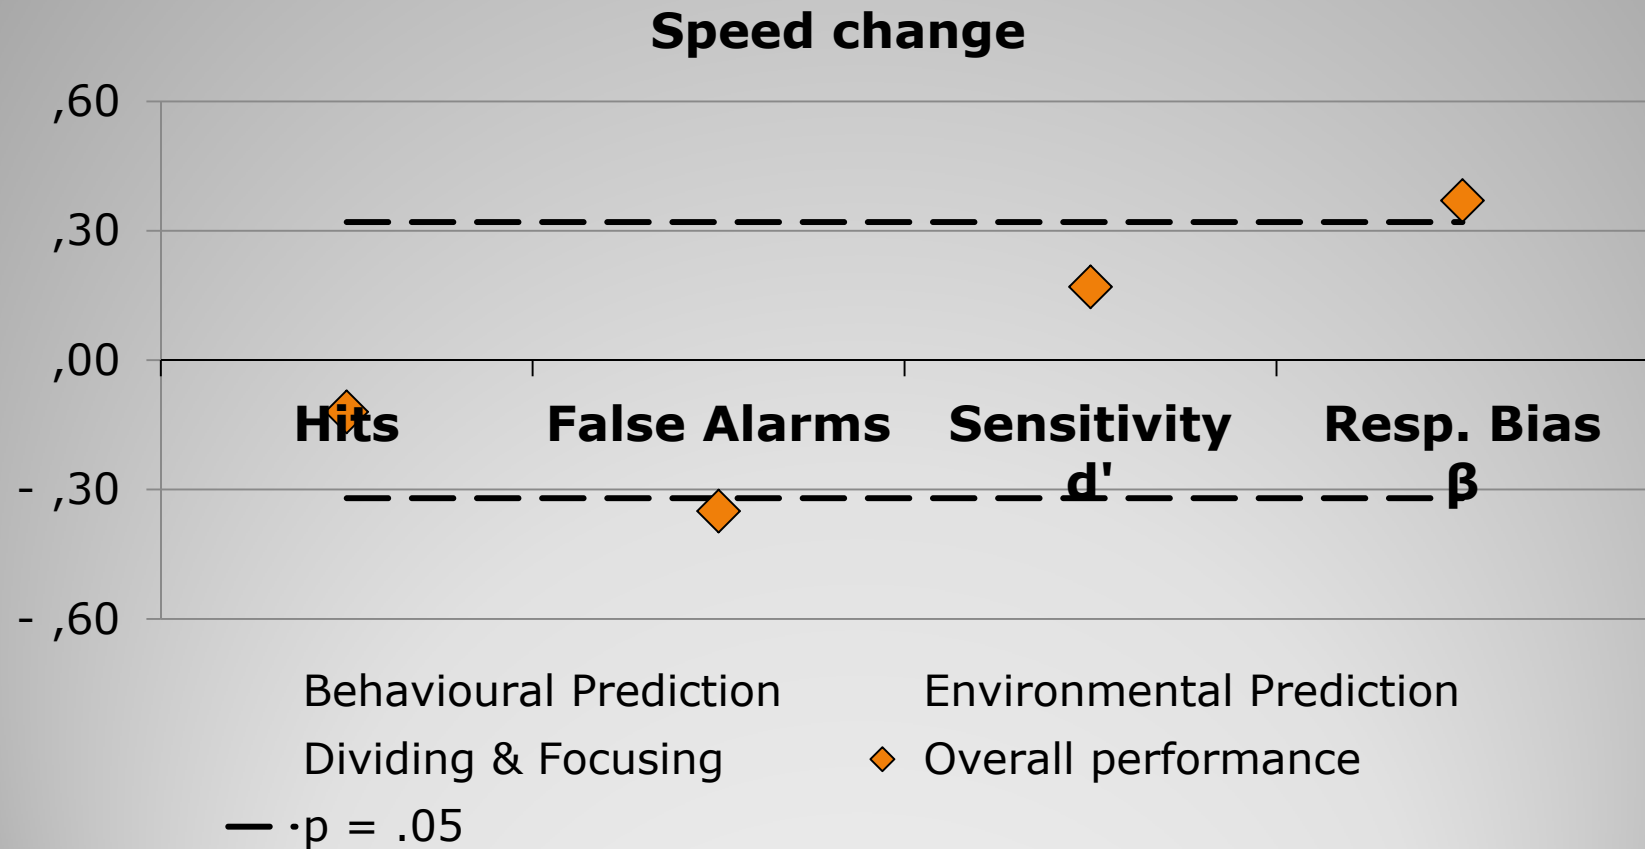 Speed change
,60
,30
,00
- ,30
- ,60
Hits False Alarms Sensitivity Resp. Bias
d' β
Behavioural Prediction Environmental Prediction
Dividing & Focusing Overall performance
p = .05